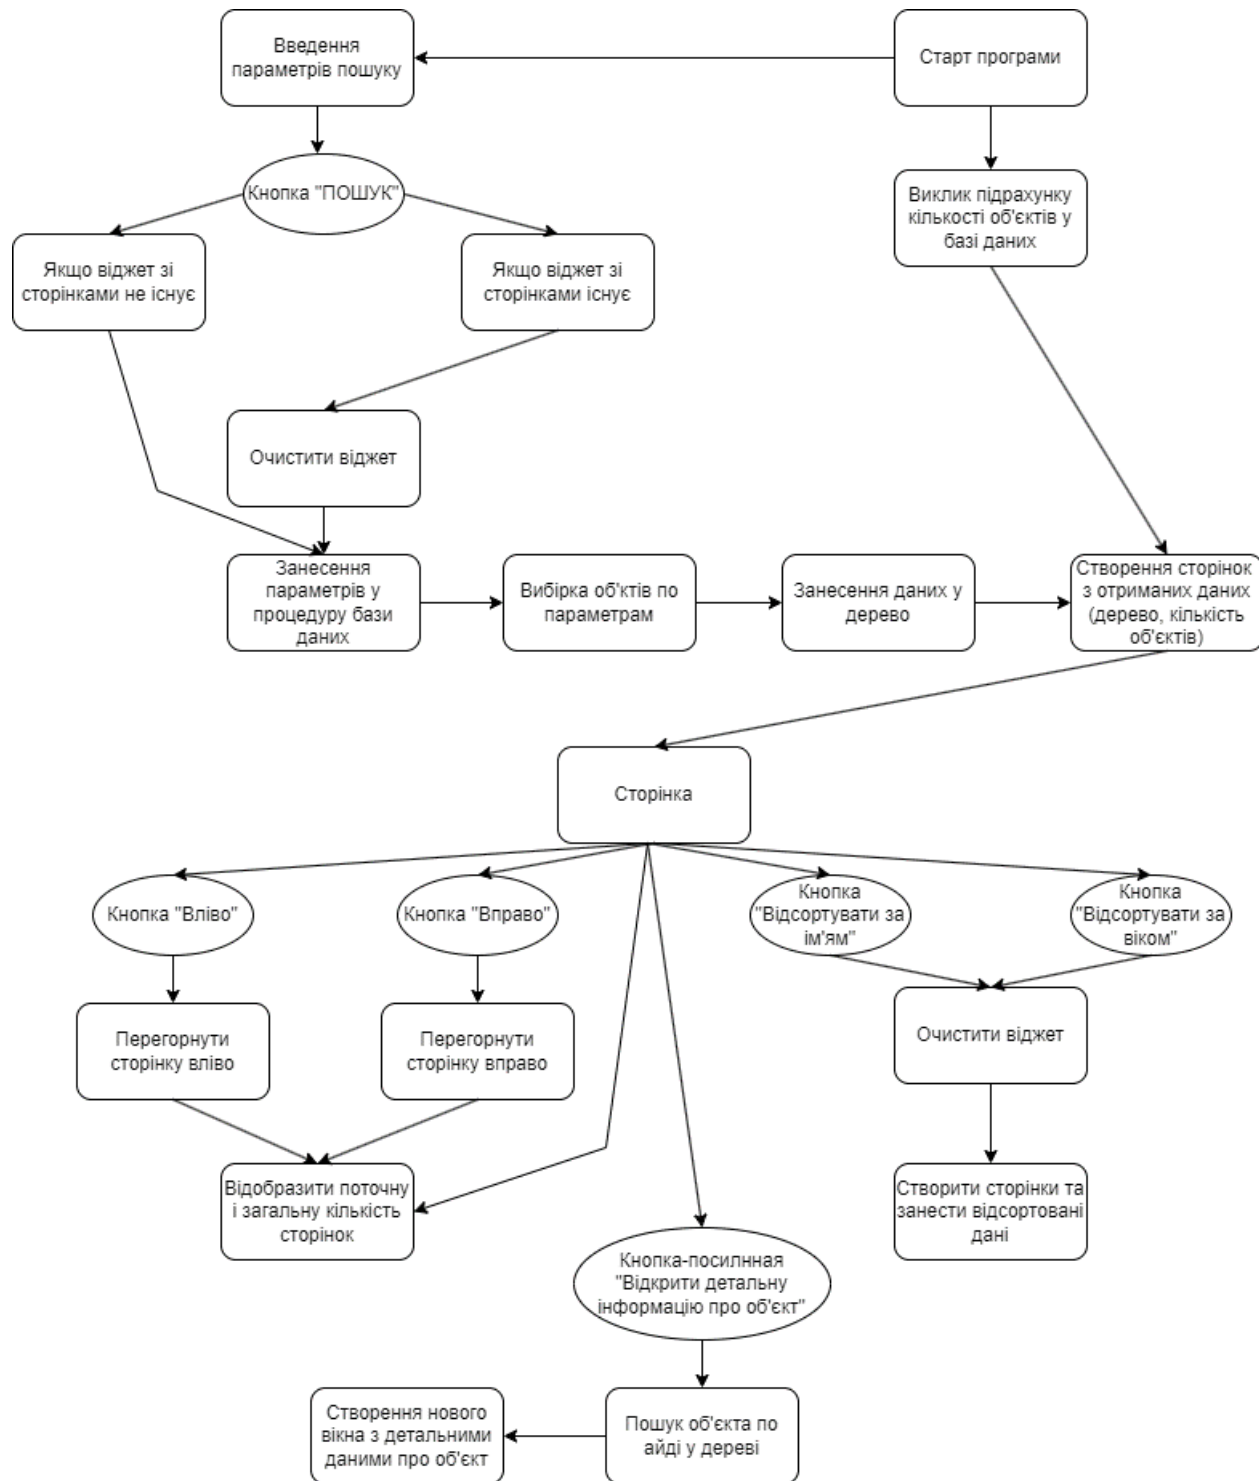 Введення
параметрів пошуку
Старт програми
Кнопка "ПОШУК"
Виклик підрахунку
кількості об'єктів у
базі даних
Якщо віджет зі
сторінками не існує
Якщо віджет зі
сторінками існує
Очистити віджет
Занесення
параметрів у
процедуру бази
даних
Вибірка об'ктів по
параметрам
Занесення даних у
дерево
Створення сторінок
з отриманих даних
(дерево, кількість
об'єктів)
Сторінка
Кнопка "Вліво"
Кнопка "Вправо"
Кнопка
"Відсортувати за
ім'ям"
Кнопка
"Відсортувати за
віком"
Перегорнути
сторінку вліво
Перегорнути
сторінку вправо
Очистити віджет
Відобразити поточну
і загальну кількість
сторінок
Створити сторінки та
занести відсортовані
дані
Кнопка-посилнная
"Відкрити детальну
інформацію про об'єкт"
Створення нового
вікна з детальними
даними про об'єкт
Пошук об'єкта по
айді у дереві